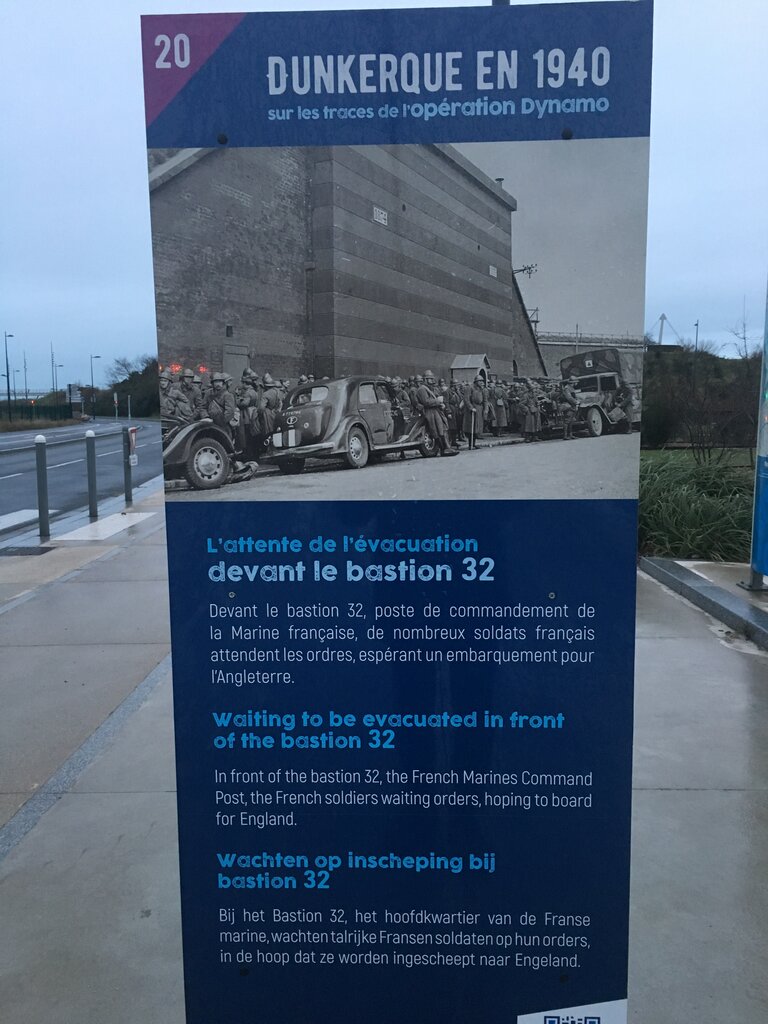 20
DUNKERQUE EN 1940
sur les traces de l'opération Dynamo
L'attente de l'évacuation
devant le bastion 32
Devant le bastion 32, poste de commandement de
la Marine française, de nombreux soldats français
attendent les ordres, espérant un embarquement pour
l'Angleterre.
Waiting to be evacuated in front
of the bastion 32
In front of the bastion 32, the French Marines Command
Post, the French soldiers waiting orders, hoping to board
for England.
Wachten op inscheping bij
bastion 32
Bij het Bastion 32, het hoofdkwartier van de Franse
marine, wachten talrijke Fransen soldaten op hun orders,
in de hoop dat ze worden ingescheept naar Engeland.